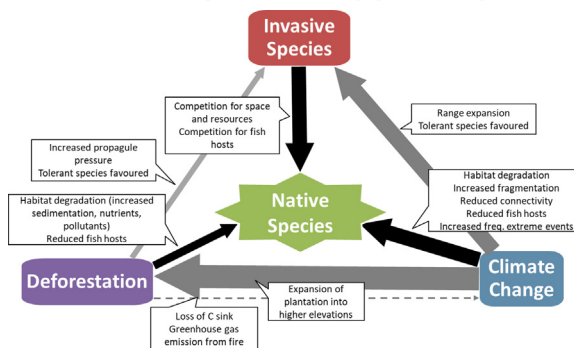 Invasive
Species
Competition for space
and resources
Competition for fish
hosts
Range expansion
Tolerant species favoured
Increased propagule
pressure
Tolerant species favoured
Habitat degradation
Increased fragmentation
Reduced connectivity
Reduced fish hosts
Increased freq. extreme events
Habitat degradation (increased
sedimentation, nutrients,
pollutants)
Reduced fish hosts
Native
Species
Deforestation
Climate
Change
Expansion of
plantation into
higher elevations
Loss of C sink
Greenhouse gas
emission from fire